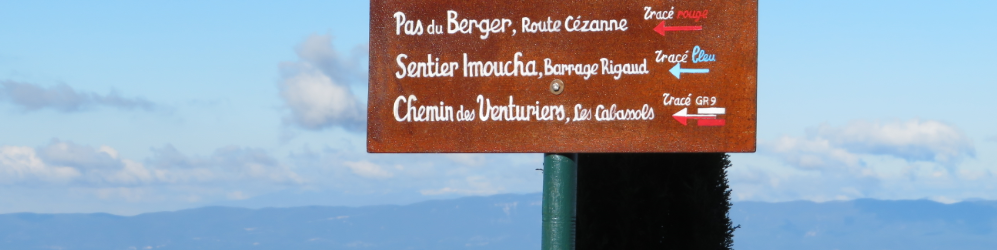 Pas du Berger, Route Cézanne Tracé rouge
Sentier Imoucha, Barrage Rigaud Tracé bleu
Chemin des Venturiers, Les Cabassols Tracé GR9